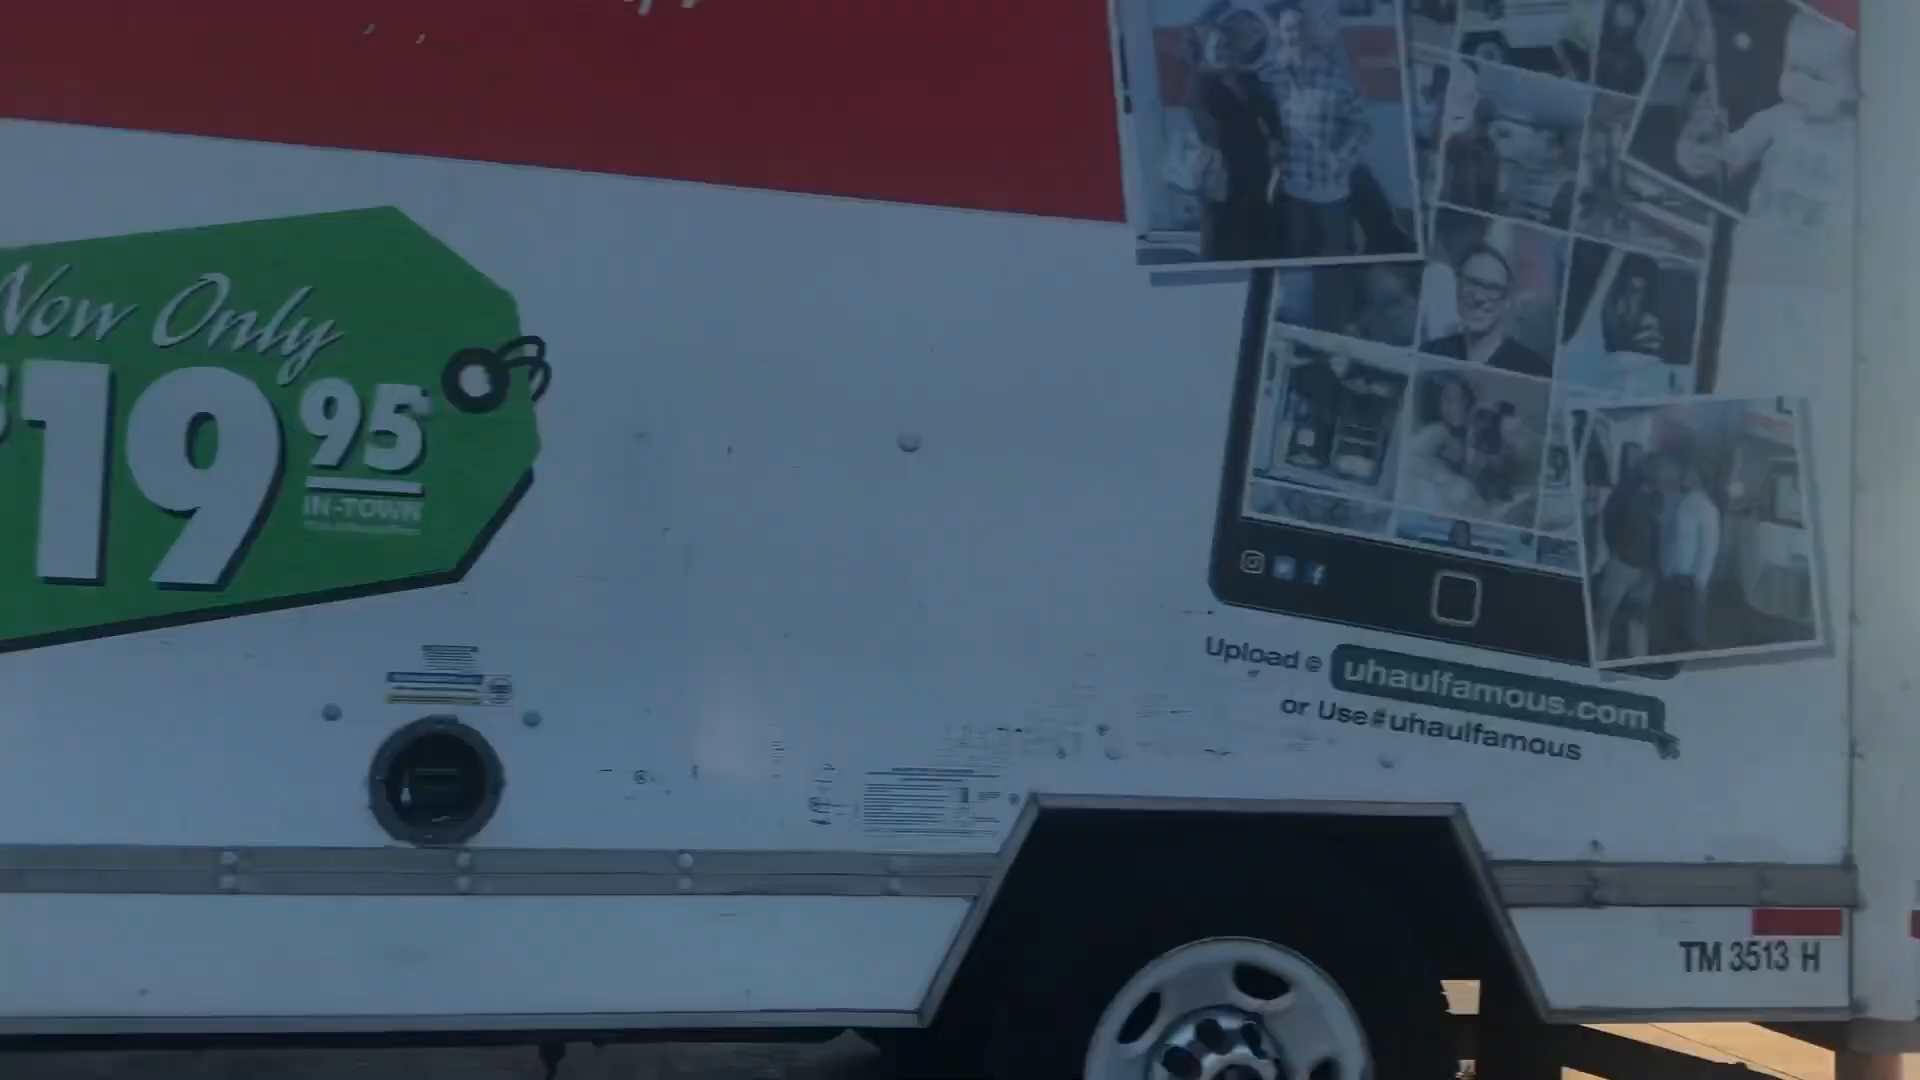 Now Only
$19 95
IN-TOWN
Upload @ uhaulfamous.com
or Use #uhaulfamous
TM 3513 H